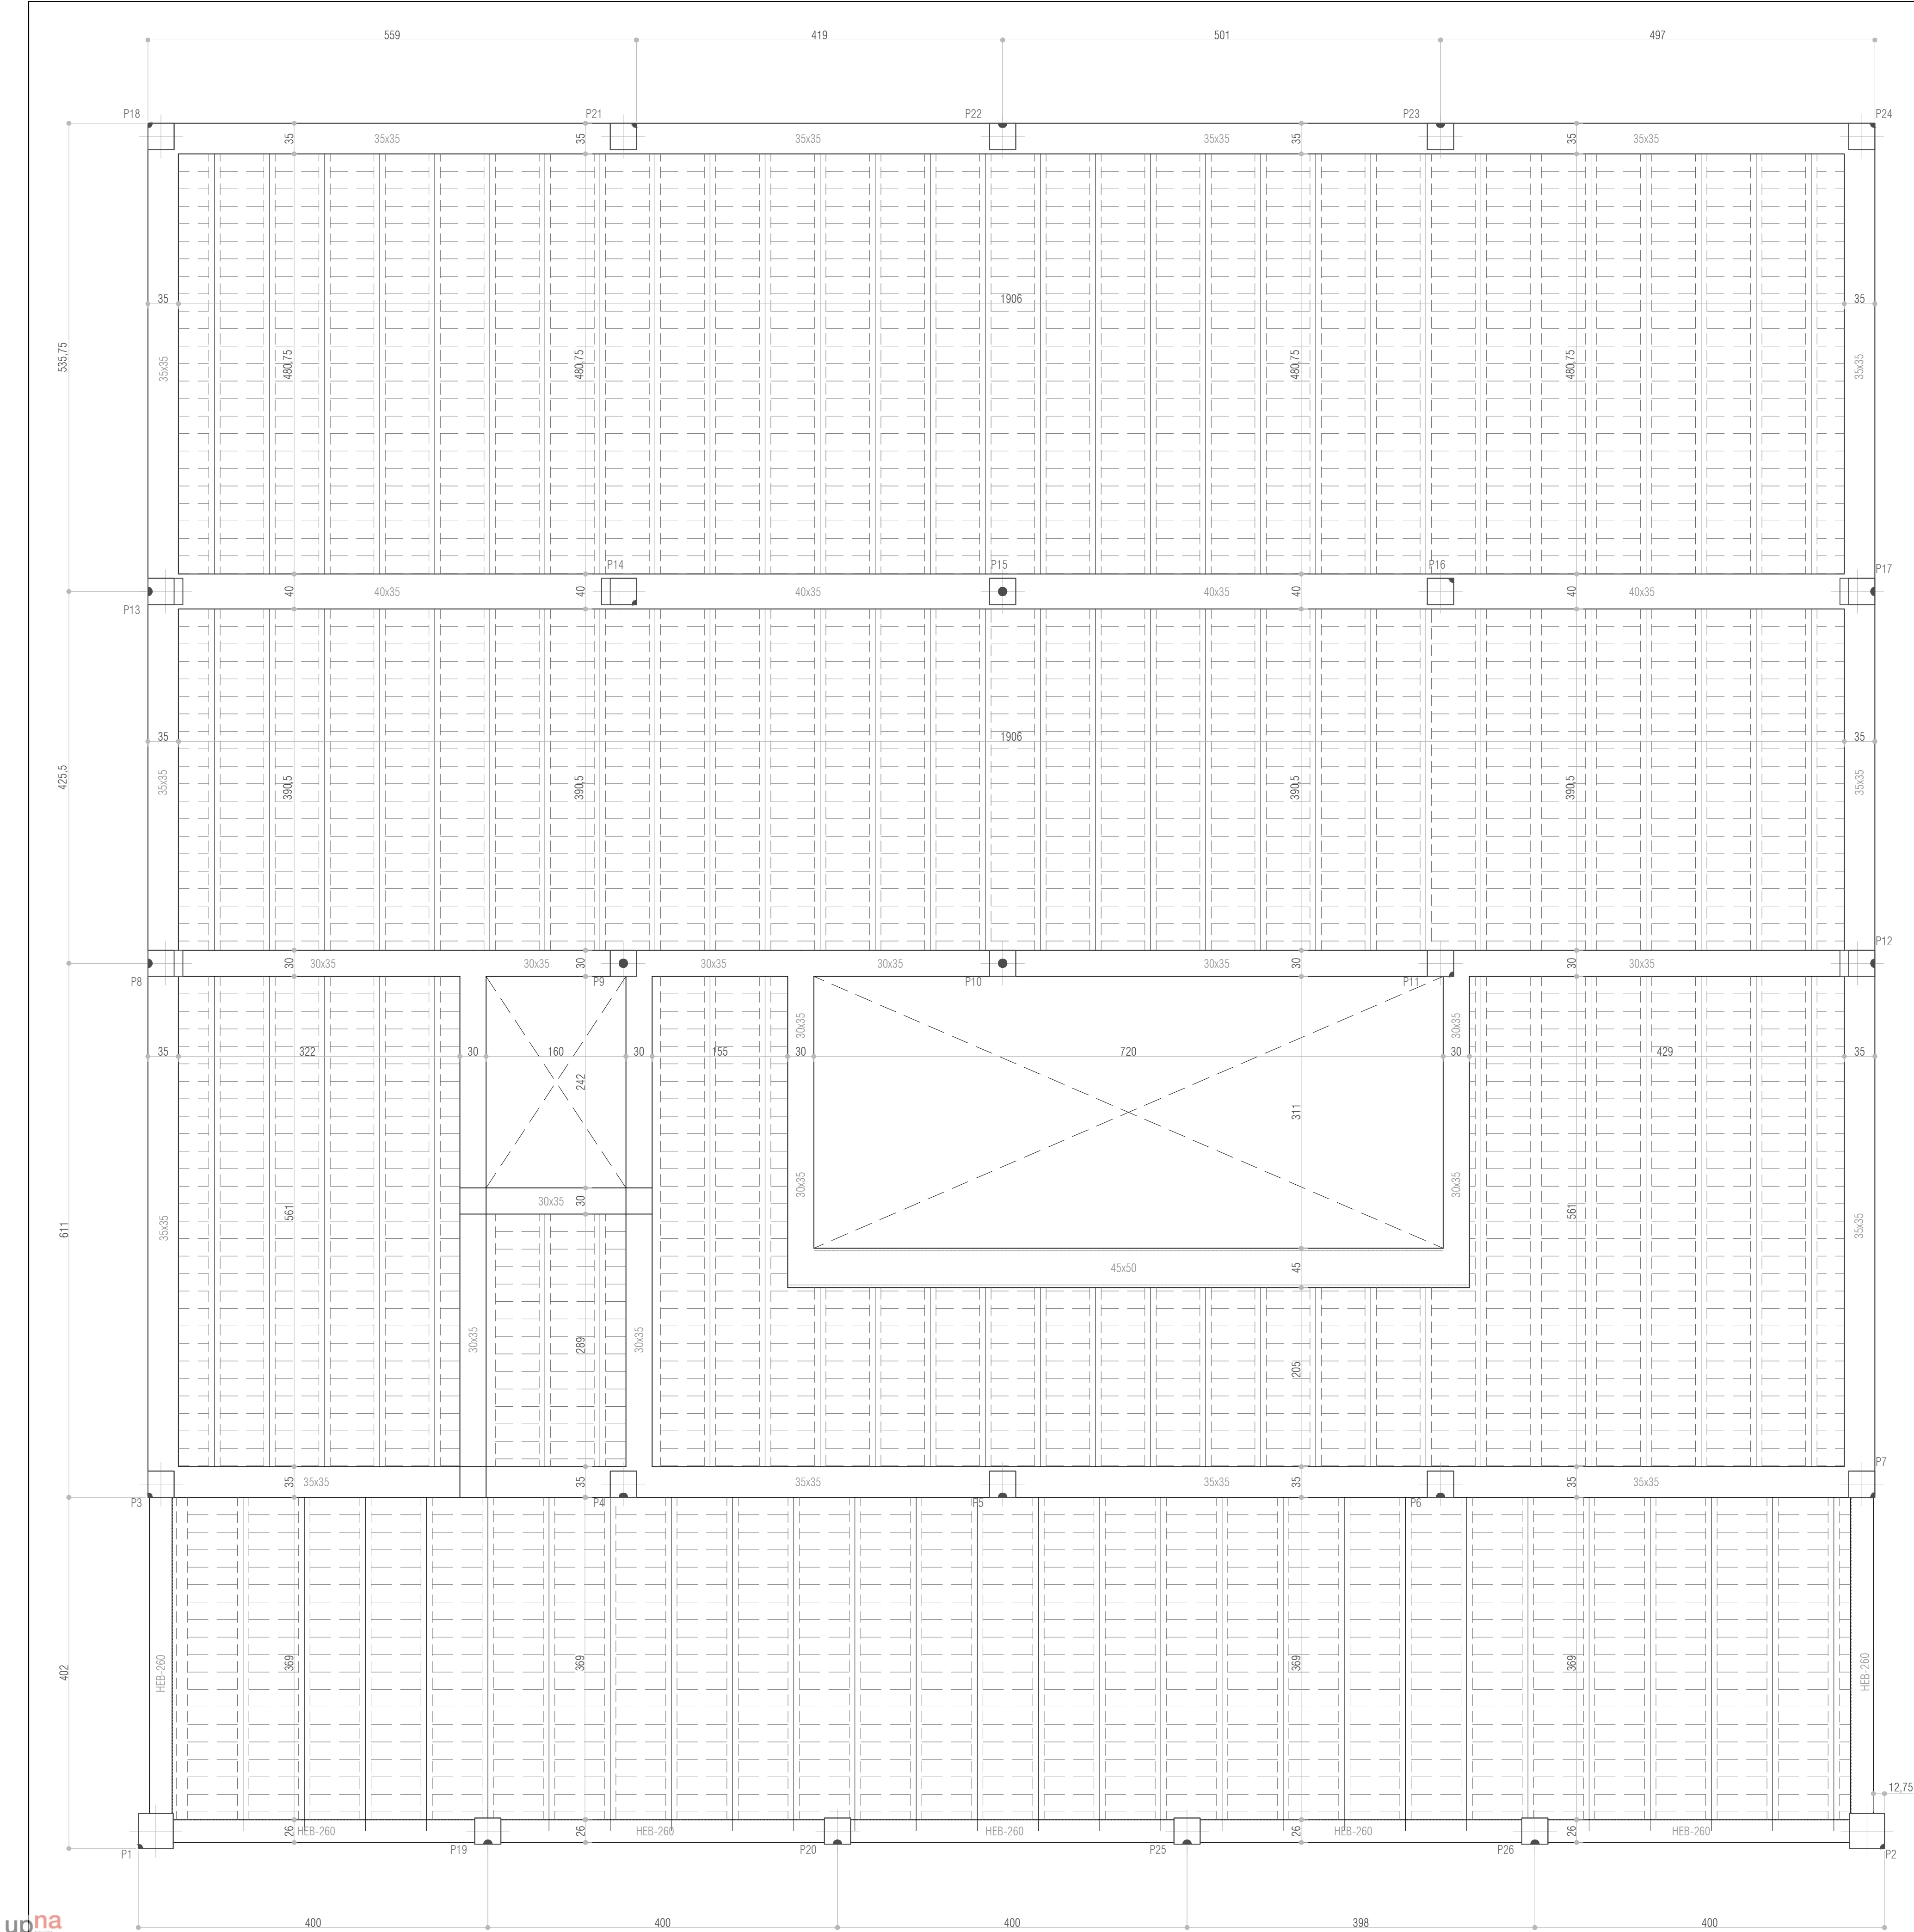 559 419 501 497
P18 P21 P22 P23 P24
35 35x35 35 35x35 35x35 35 35 35x35
35 1906 35
535,75 35x35 480,75 480,75 480,75 480,75 35x35
P14 P15 P16 P17
40 40x35 40 40x35 40x35 40 40 40x35
P13
35 1906 35
425,5 35x35 390,5 390,5 390,5 390,5 35x35
P12
30 30x35 30x35 30 30x35 30x35 30x35 30 30 30x35
P8 P9 P10 P11
30x35 30x35
35 322 30 160 30 155 30 720 30 429 35
242
311
30x35 30x35
611 35x35 561 30x35 30 561 35x35
45x50 45
30x35 289 30x35
205
P7
35 35x35 35 35x35 35x35 35 35 35x35
P3 P4 P5 P6
402 HEB-260 369 369 369 369 HEB-260
12,75
26 HEB-260 26 HEB-260 HEB-260 26 HEB-260 26 HEB-260
P1 P19 P20 P25 P26 P2
upna
400 400 400 398 400